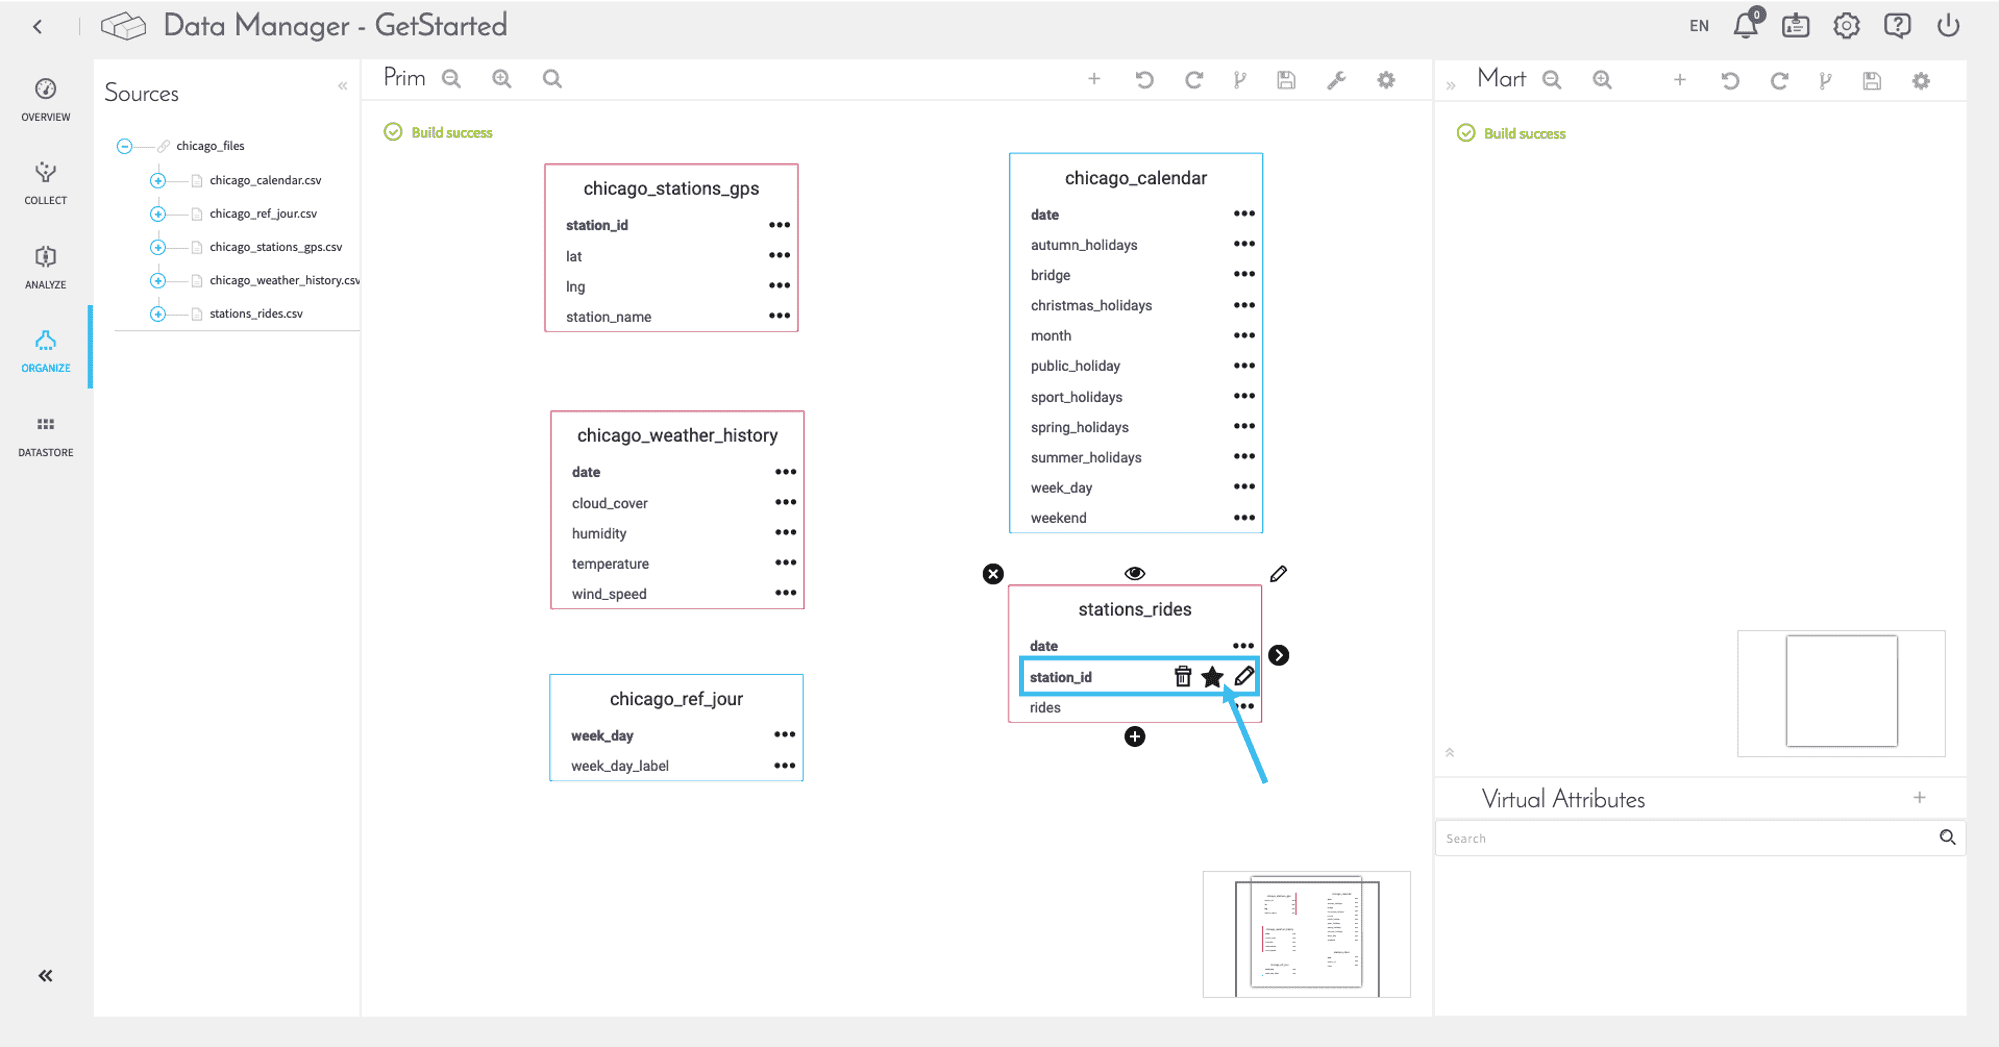 Data Manager - GetStarted
EN
0
OVERVIEW
COLLECT
ANALYZE
ORGANIZE
DATASTORE
Sources
chicago_files
chicago_calendar.csv
chicago_ref_jour.csv
chicago_stations_gps.csv
chicago_weather_history.csv
stations_rides.csv
Prim
Build success
chicago_stations_gps
station_id
lat
lng
station_name
chicago_weather_history
date
cloud_cover
humidity
temperature
wind_speed
chicago_ref_jour
week_day
week_day_label
chicago_calendar
date
autumn_holidays
bridge
christmas_holidays
month
public_holiday
sport_holidays
spring_holidays
summer_holidays
week_day
weekend
stations_rides
date
station_id
rides
Mart
Build success
Virtual Attributes
Search